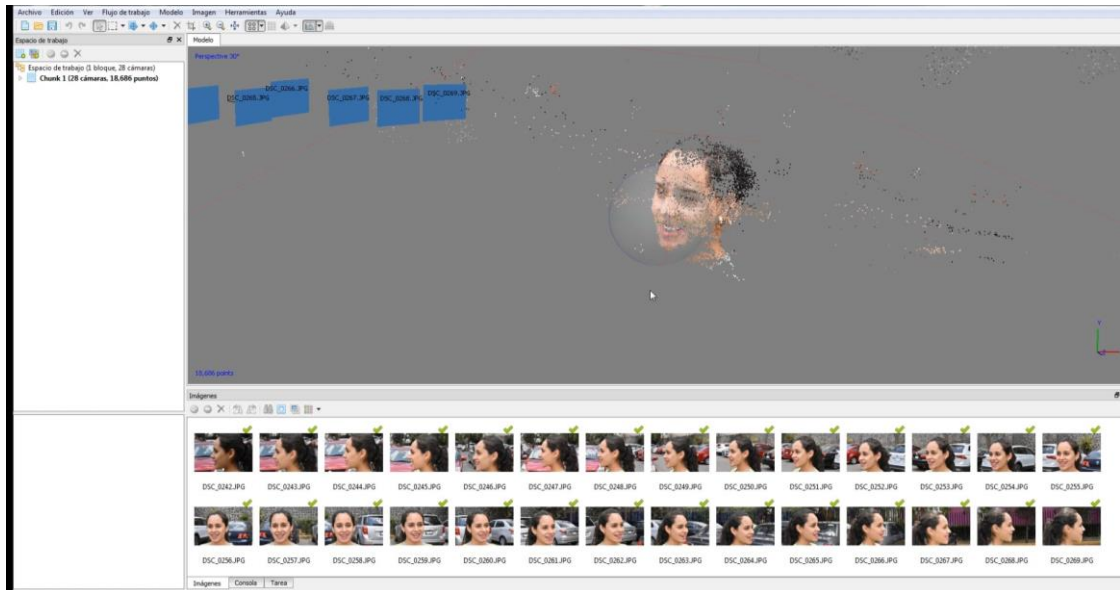 Archivo Edición Ver Flujo de trabajo Modelo Imagen Herramientas Ayuda
Espacio de trabajo
Modelo
Perspective 30°
Espacio de trabajo (1 bloque, 28 cámaras)
Chunk 1 (28 cámaras, 18,686 puntos)
DSC_0265.JPG DSC_0266.JPG DSC_0267.JPG DSC_0268.JPG DSC_0269.JPG
Y
18,686 points
Imágenes
DSC_0242.JPG DSC_0243.JPG DSC_0244.JPG DSC_0245.JPG DSC_0246.JPG DSC_0247.JPG DSC_0248.JPG DSC_0249.JPG DSC_0250.JPG DSC_0251.JPG DSC_0252.JPG DSC_0253.JPG DSC_0254.JPG DSC_0255.JPG
DSC_0256.JPG DSC_0257.JPG DSC_0258.JPG DSC_0259.JPG DSC_0260.JPG DSC_0261.JPG DSC_0262.JPG DSC_0263.JPG DSC_0264.JPG DSC_0265.JPG DSC_0266.JPG DSC_0267.JPG DSC_0268.JPG DSC_0269.JPG
Imágenes Consola Tarea